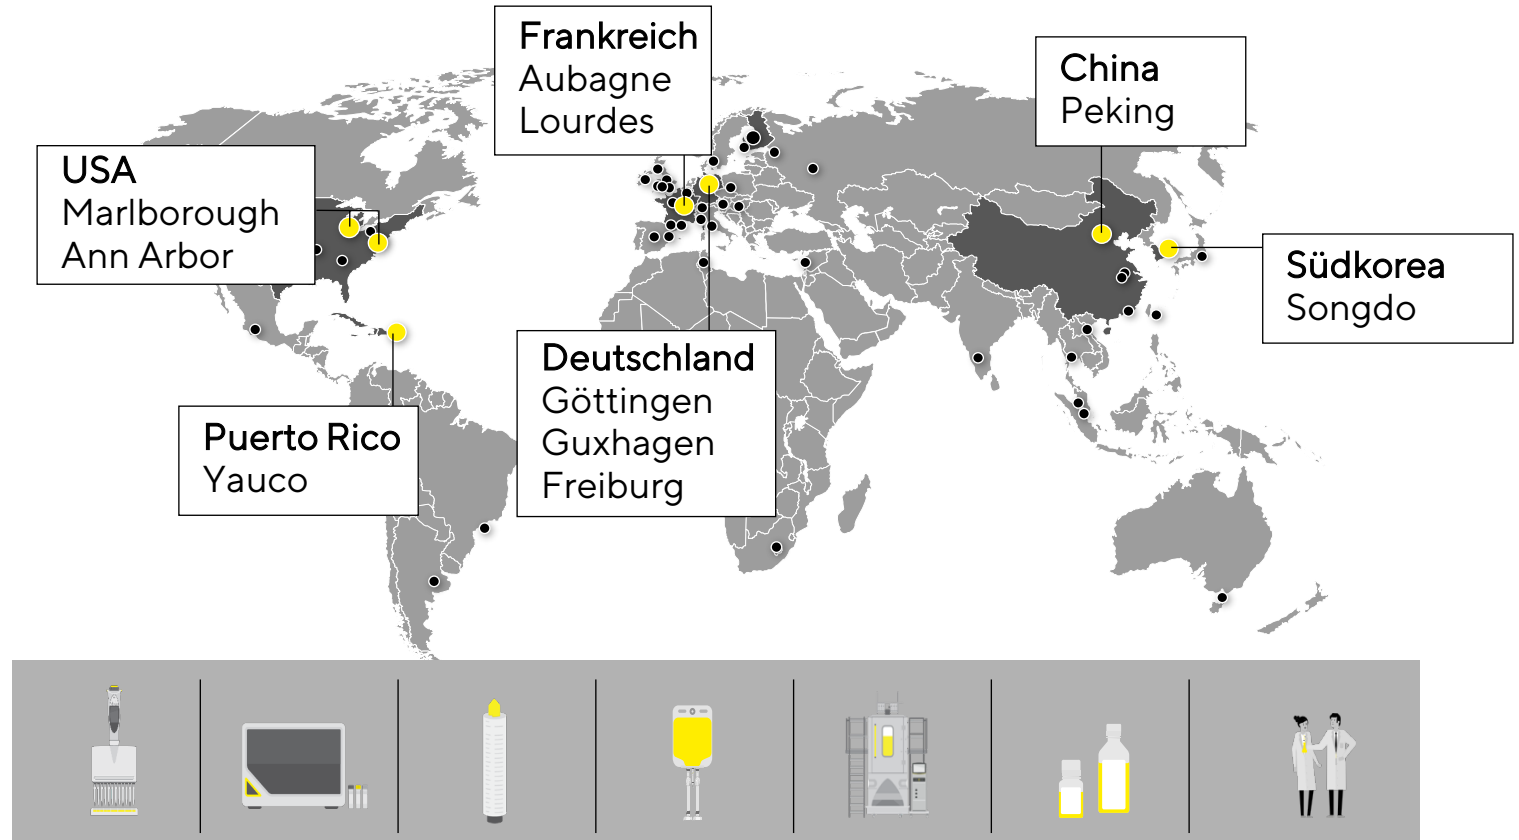 Frankreich
Aubagne
Lourdes
China
Peking
USA
Marlborough
Ann Arbor
Südkorea
Songdo
Deutschland
Göttingen
Guxhagen
Freiburg
Puerto Rico
Yauco